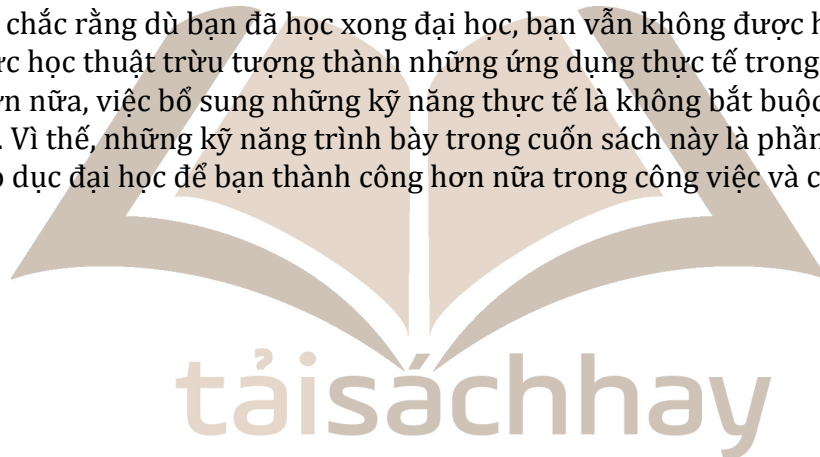 chắc rằng dù bạn đã học xong đại học, bạn vẫn không được
học thuật trừu tượng thành những ứng dụng thực tế trong
nữa, việc bổ sung những kỹ năng thực tế là không bắt buộc
Vì thế, những kỹ năng trình bày trong cuốn sách này là phần
dục đại học để bạn thành công hơn nữa trong công việc và
tảisáchhay